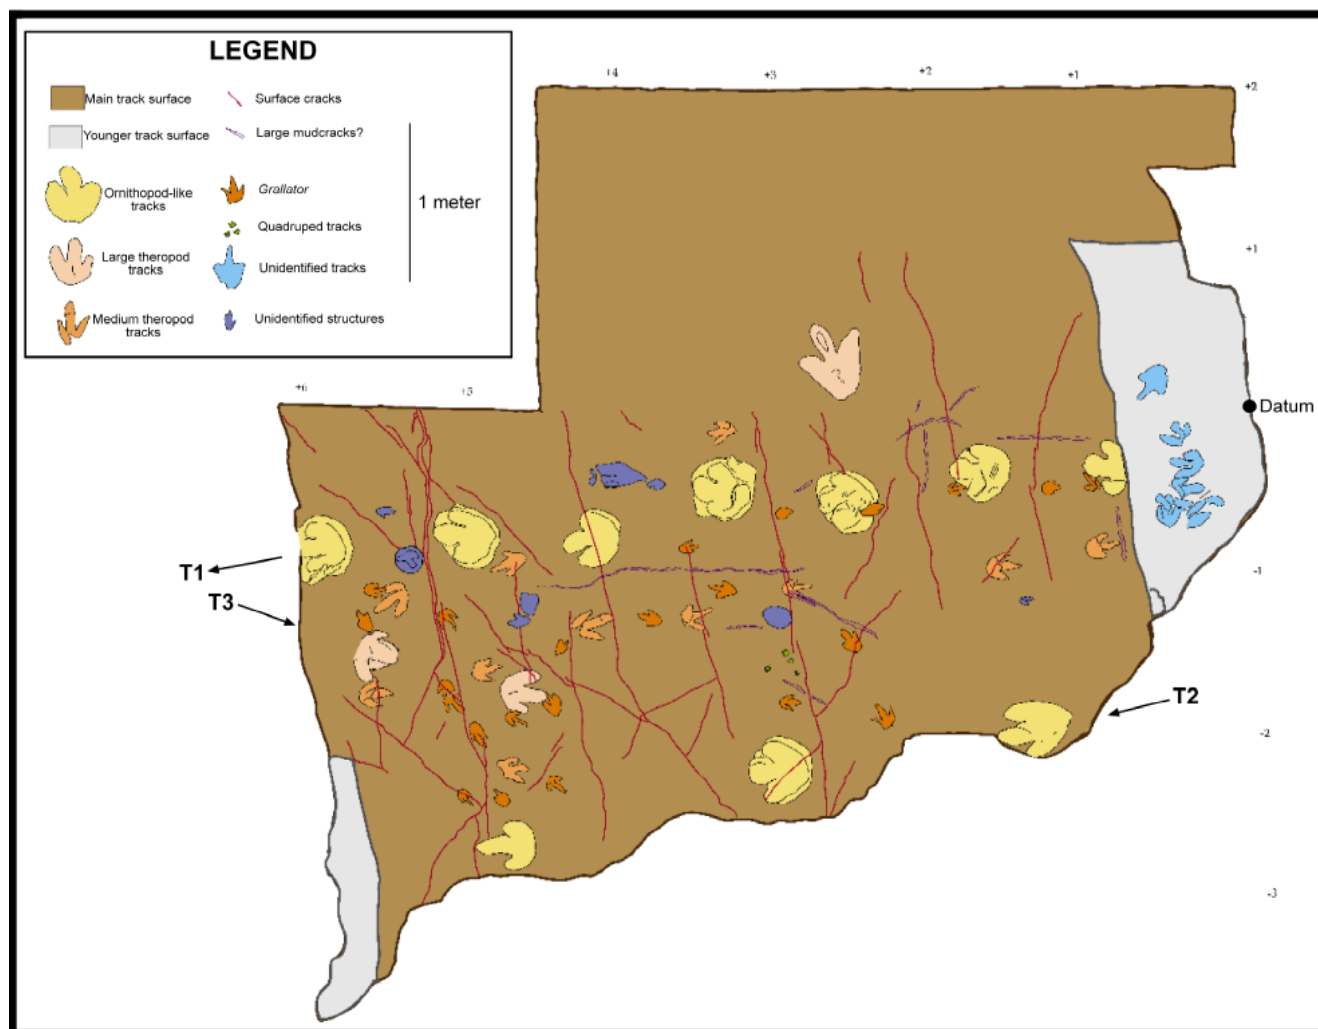 LEGEND
Main track surface
Surface cracks
Younger track surface
Large mudcracks?
Ornithopod-like
tracks
Grallator
Quadruped tracks
1 meter
Large theropod
tracks
Unidentified tracks
Medium theropod
tracks
Unidentified structures
+4
+3
+2
+1
+2
+1
+6
+5
Datum
T1
-1
T3
T2
-2
-3